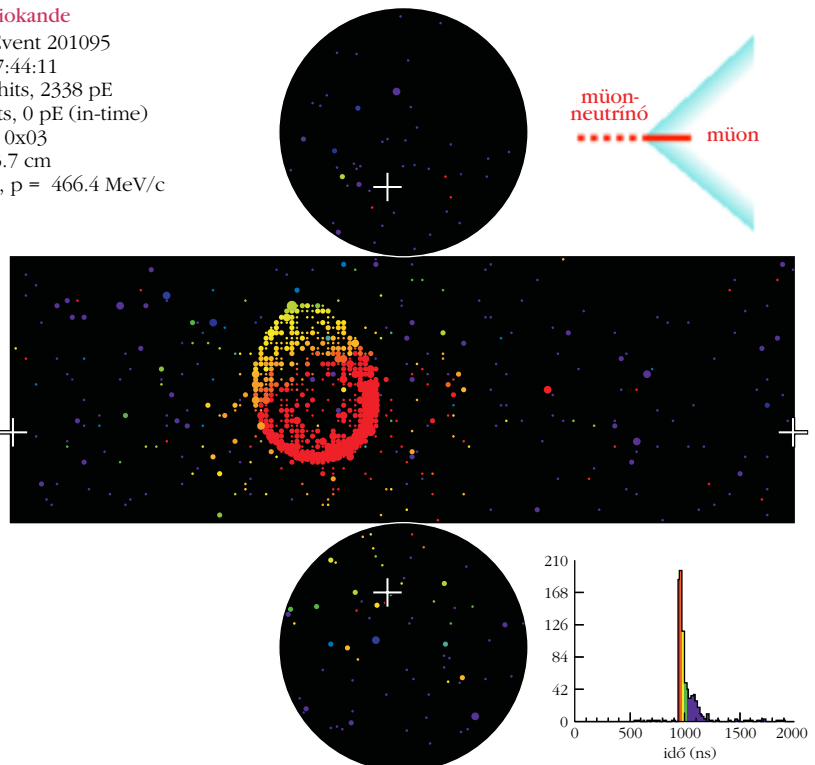 iokande
Event 201095
7:44:11
hits, 2338 pE
ts, 0 pE (in-time)
0x03
.7 cm
, p = 466.4 MeV/c
müon-
neutrínó
müon
210
168
126
84
42
0
0 500 1000 1500 2000
idő (ns)